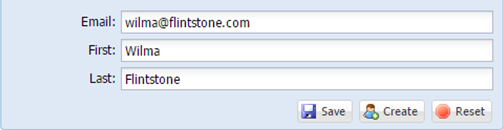 Email: wilma@flintstone.com
First: Wilma
Last: Flintstone
Save Create Reset